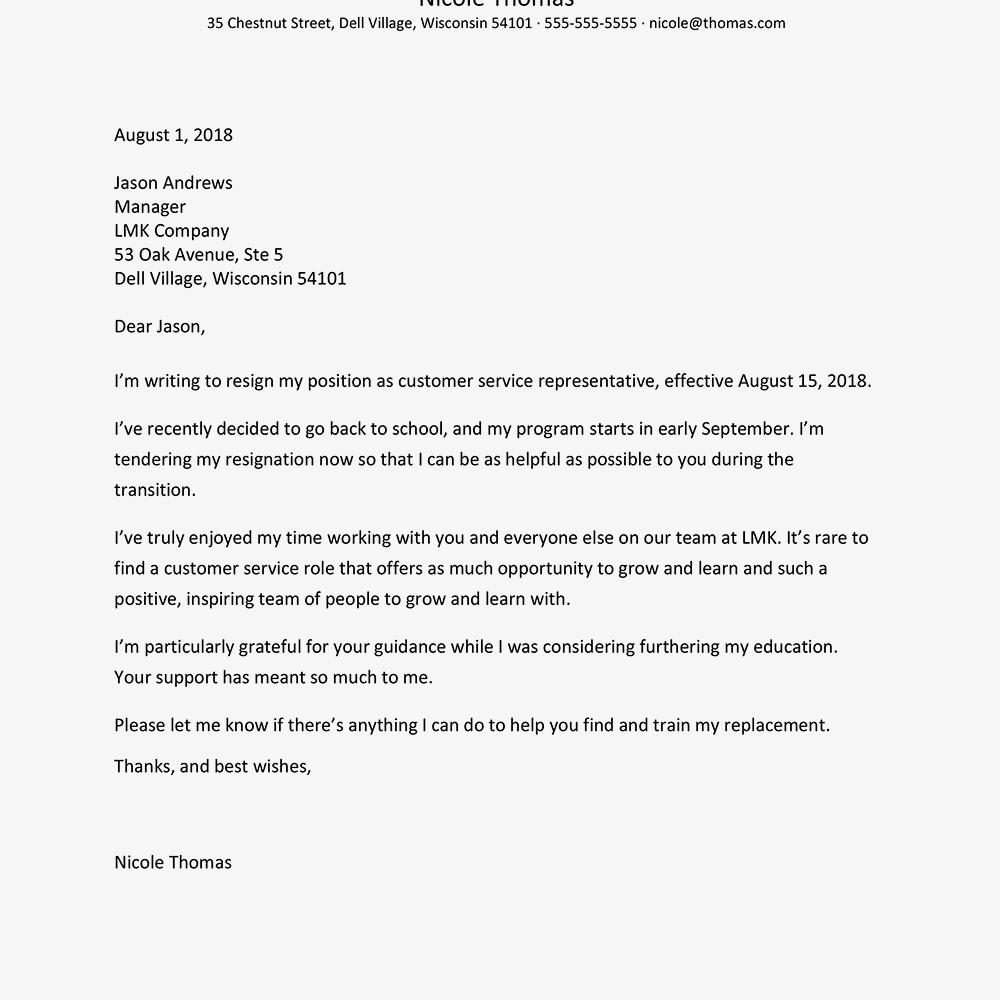 Nicole Thomas
35 Chestnut Street, Dell Village, Wisconsin 54101 · 555-555-5555 · nicole@thomas.com
August 1, 2018
Jason Andrews
Manager
LMK Company
53 Oak Avenue, Ste 5
Dell Village, Wisconsin 54101
Dear Jason,
I’m writing to resign my position as customer service representative, effective August 15, 2018.
I’ve recently decided to go back to school, and my program starts in early September. I’m
tendering my resignation now so that I can be as helpful as possible to you during the
transition.
I’ve truly enjoyed my time working with you and everyone else on our team at LMK. It’s rare to
find a customer service role that offers as much opportunity to grow and learn and such a
positive, inspiring team of people to grow and learn with.
I’m particularly grateful for your guidance while I was considering furthering my education.
Your support has meant so much to me.
Please let me know if there’s anything I can do to help you find and train my replacement.
Thanks, and best wishes,
Nicole Thomas